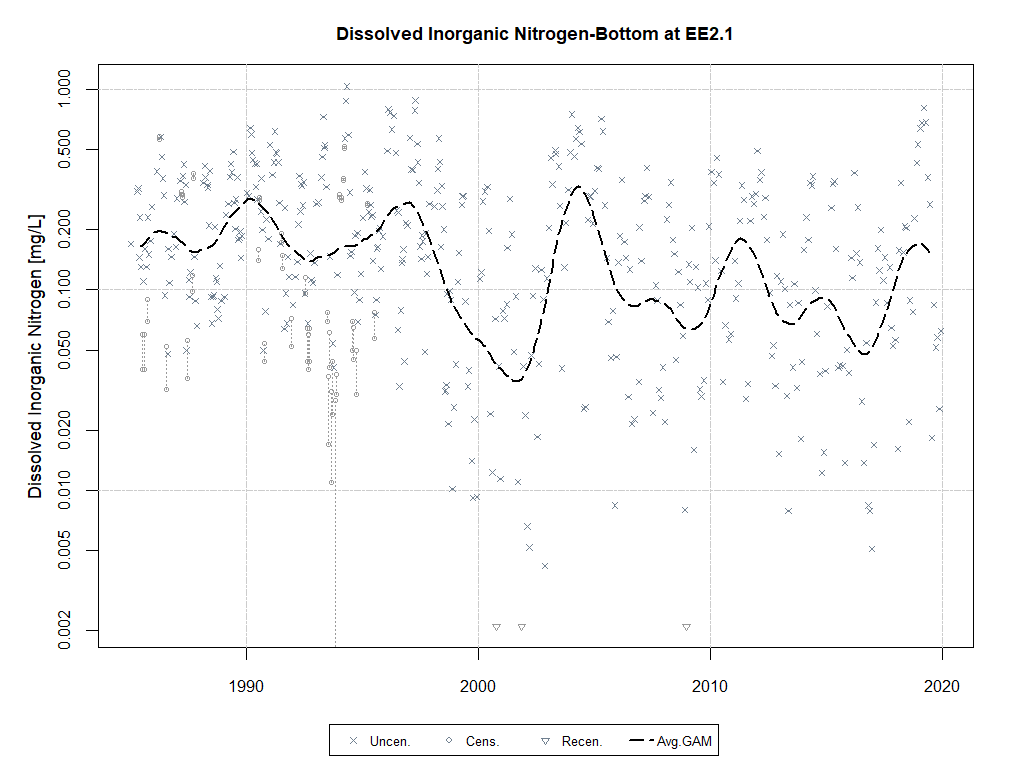 Dissolved Inorganic Nitrogen-Bottom at EE2.1
Dissolved Inorganic Nitrogen [mg/L]
1.000
0.500
0.200
0.100
0.050
0.020
0.010
0.005
0.002
1990 2000 2010 2020
Uncen. Cens. Recen. Avg.GAM